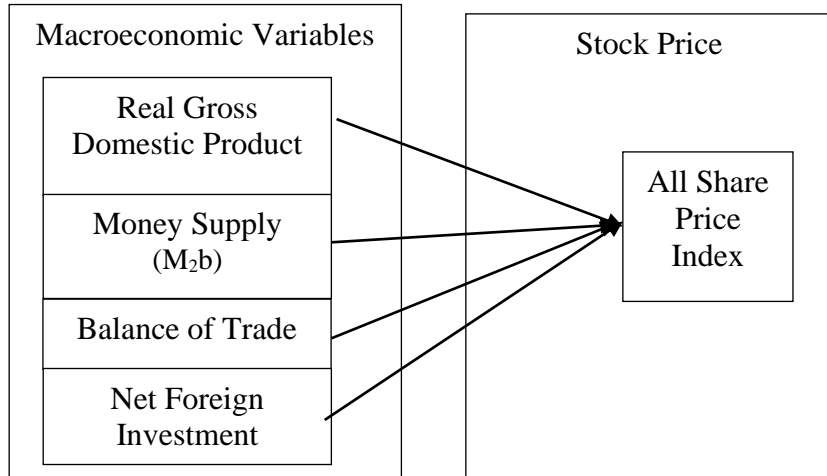 Macroeconomic Variables
Real Gross
Domestic Product
Money Supply
(M₂b)
Balance of Trade
Net Foreign
Investment
Stock Price
All Share
Price
Index